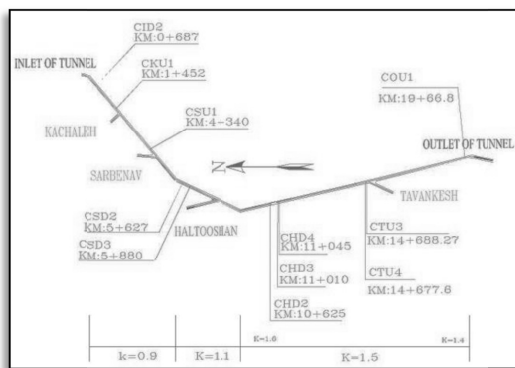 CID2
KM:0+687
INLET OF TUNNEL
CKU1
KM:1+452
COU1
KM:19+66.8
KACHALEH
CSU1
KM:4-340
OUTLET OF TUNNEL
SARBENAV
N
TAVANKESH
CSD2
KM:5+627
HALTOOSHAN
CSD3
KM:5+880
CHD4
KM:11+045
CTU3
KM:14+688.27
CHD3
KM:11+010
CTU4
KM:14+677.6
CHD2
KM:10+625
K=1.6
K=1.4
k=0.9
K=1.1
K=1.5